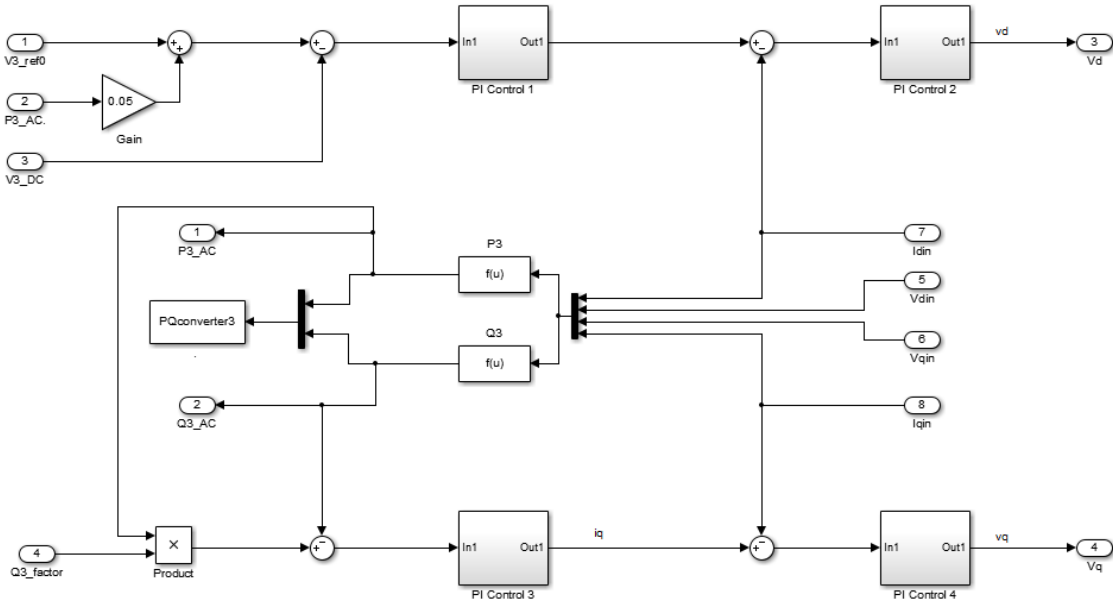 1
V3_ref0
2
P3_AC.
0.05
Gain
3
V3_DC
In1
Out1
PI Control 1
In1
Out1
PI Control 2
vd
3
Vd
1
P3_AC
PQconverter3
.
P3
f(u)
Q3
f(u)
7
Idin
5
Vdin
6
Vqin
8
Iqin
2
Q3_AC
4
Q3_factor
×
Product
In1
Out1
PI Control 3
iq
In1
Out1
PI Control 4
vq
4
Vq